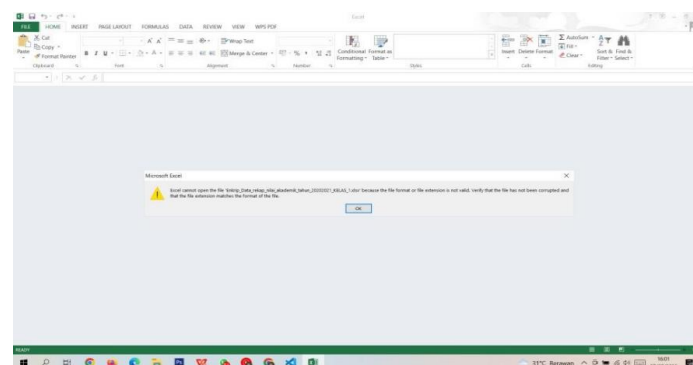 Excel
FILE HOME INSERT PAGE LAYOUT FORMULAS DATA REVIEW VIEW WPS PDF
Cut
Copy
Format Painter
Paste
Wrap Text
Merge & Center
Conditional Formatting
Format as Table
Insert Delete Format
AutoSum
Fill
Clear
Sort & Filter
Find & Select
Clipboard Font Alignment Number Styles Cells Editing
Microsoft Excel
Excel cannot open the file because the file format or file extension is not valid. Verify that the file has not been corrupted and
that the file extension matches the format of the file.
OK
READY
31°C Berawan
16:01